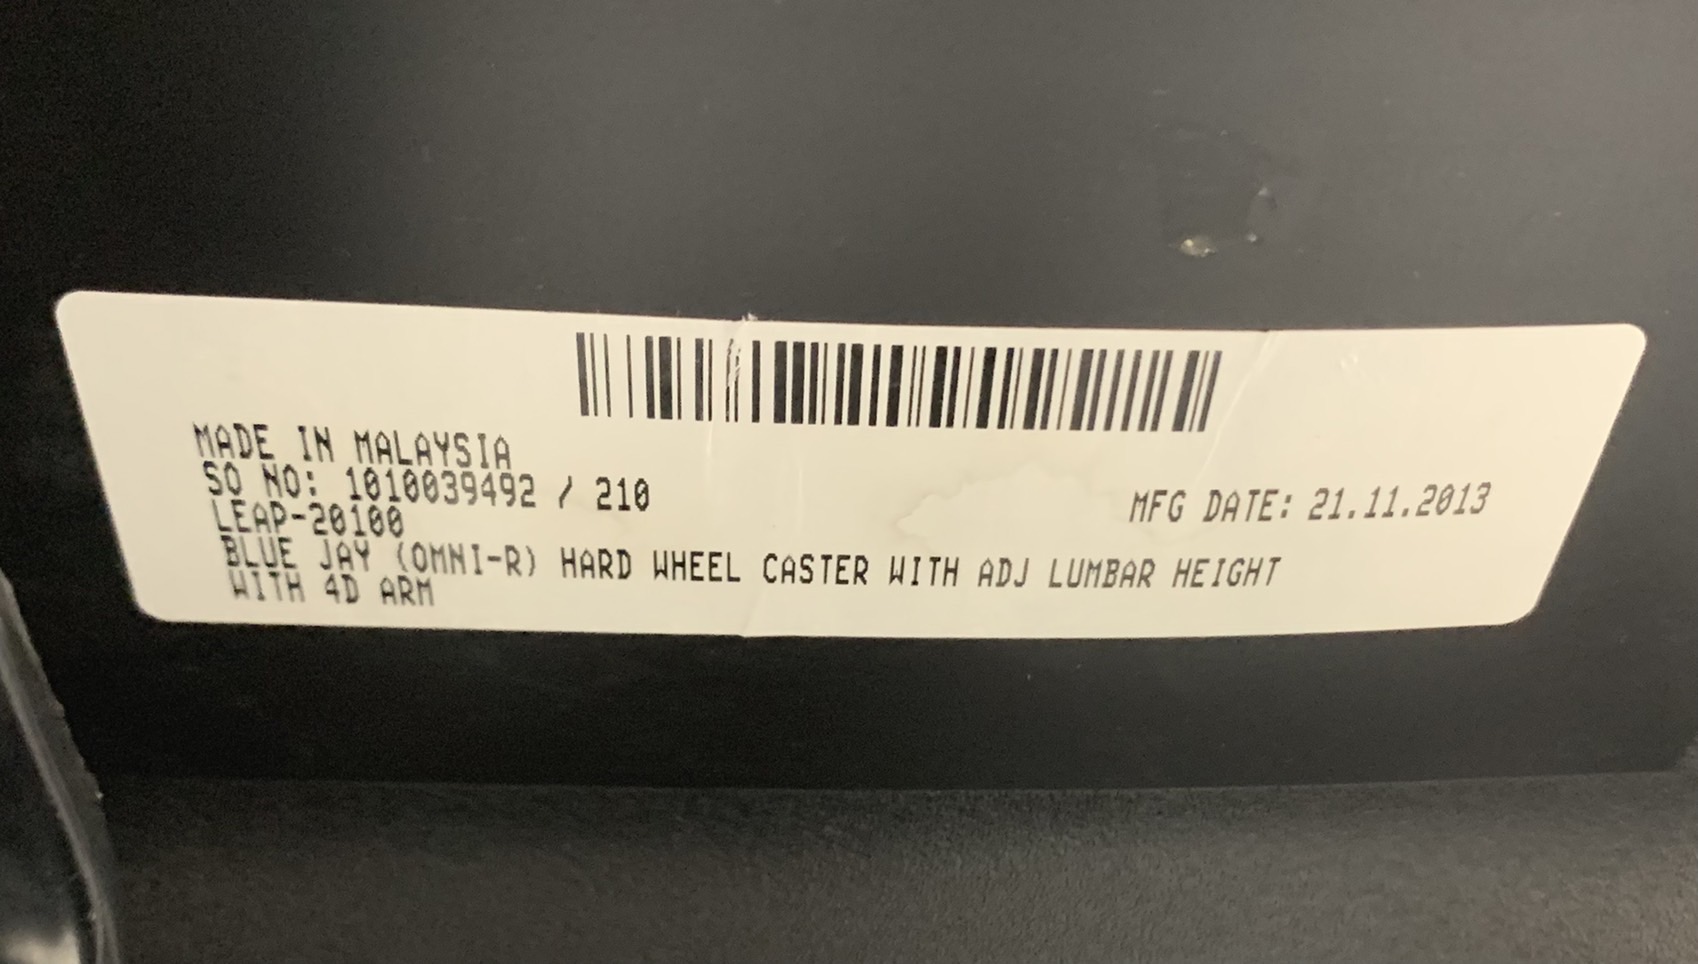 MADE IN MALAYSIA
SO NO: 1010039492 / 210
MFG DATE: 21.11.2013
LEAP-20100
BLUE JAY (OMNI-R) HARD WHEEL CASTER WITH ADJ LUMBAR HEIGHT
WITH 4D ARM